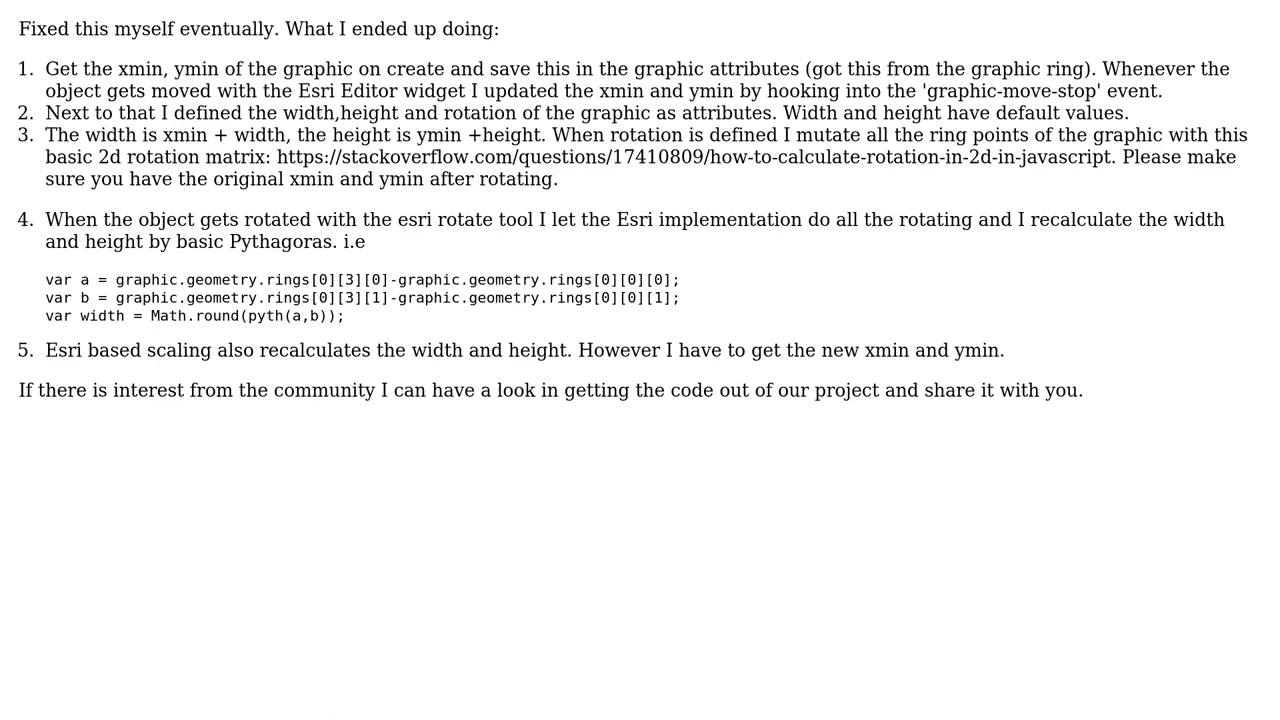 Fixed this myself eventually. What I ended up doing:
1. Get the xmin, ymin of the graphic on create and save this in the graphic attributes (got this from the graphic ring). Whenever the
object gets moved with the Esri Editor widget I updated the xmin and ymin by hooking into the 'graphic-move-stop' event.
2. Next to that I defined the width,height and rotation of the graphic as attributes. Width and height have default values.
3. The width is xmin + width, the height is ymin +height. When rotation is defined I mutate all the ring points of the graphic with this
basic 2d rotation matrix: https://stackoverflow.com/questions/17410809/how-to-calculate-rotation-in-2d-in-javascript. Please make
sure you have the original xmin and ymin after rotating.
4. When the object gets rotated with the esri rotate tool I let the Esri implementation do all the rotating and I recalculate the width
and height by basic Pythagoras. i.e
var a = graphic.geometry.rings[0][3][0]-graphic.geometry.rings[0][0][0];
var b = graphic.geometry.rings[0][3][1]-graphic.geometry.rings[0][0][1];
var width = Math.round(pyth(a,b));
5. Esri based scaling also recalculates the width and height. However I have to get the new xmin and ymin.
If there is interest from the community I can have a look in getting the code out of our project and share it with you.